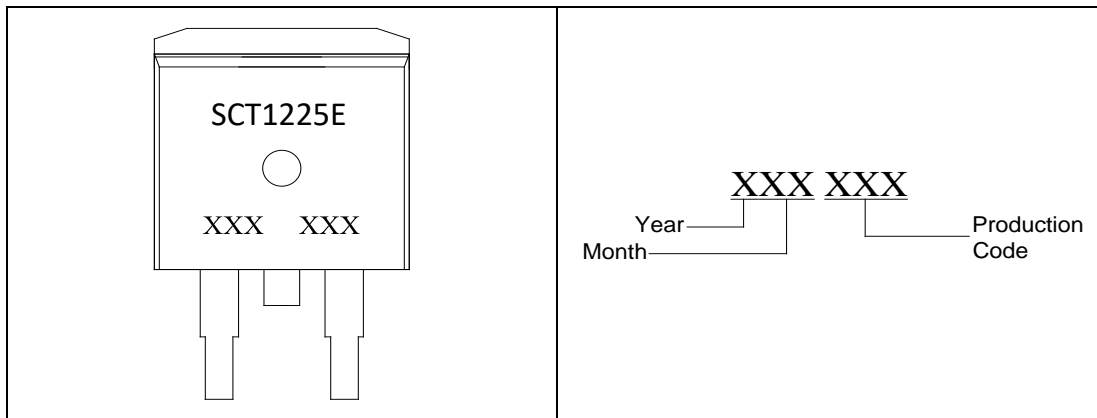 SCT1225E
XXX XXX
XXX XXX
Year
Month
Production
Code